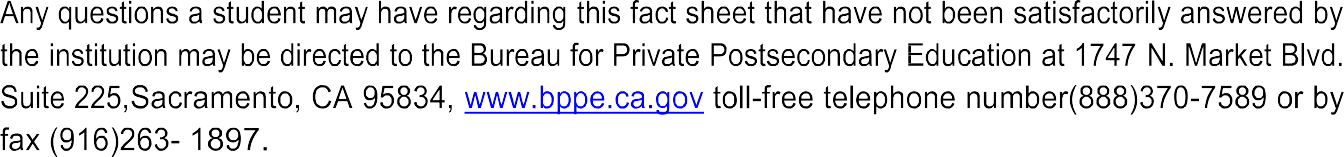 Any questions a student may have regarding this fact sheet that have not been satisfactorily answered by
the institution may be directed to the Bureau for Private Postsecondary Education at 1747 N. Market Blvd.
Suite 225,Sacramento, CA 95834, www.bppe.ca.gov toll-free telephone number(888)370-7589 or by
fax (916)263- 1897.